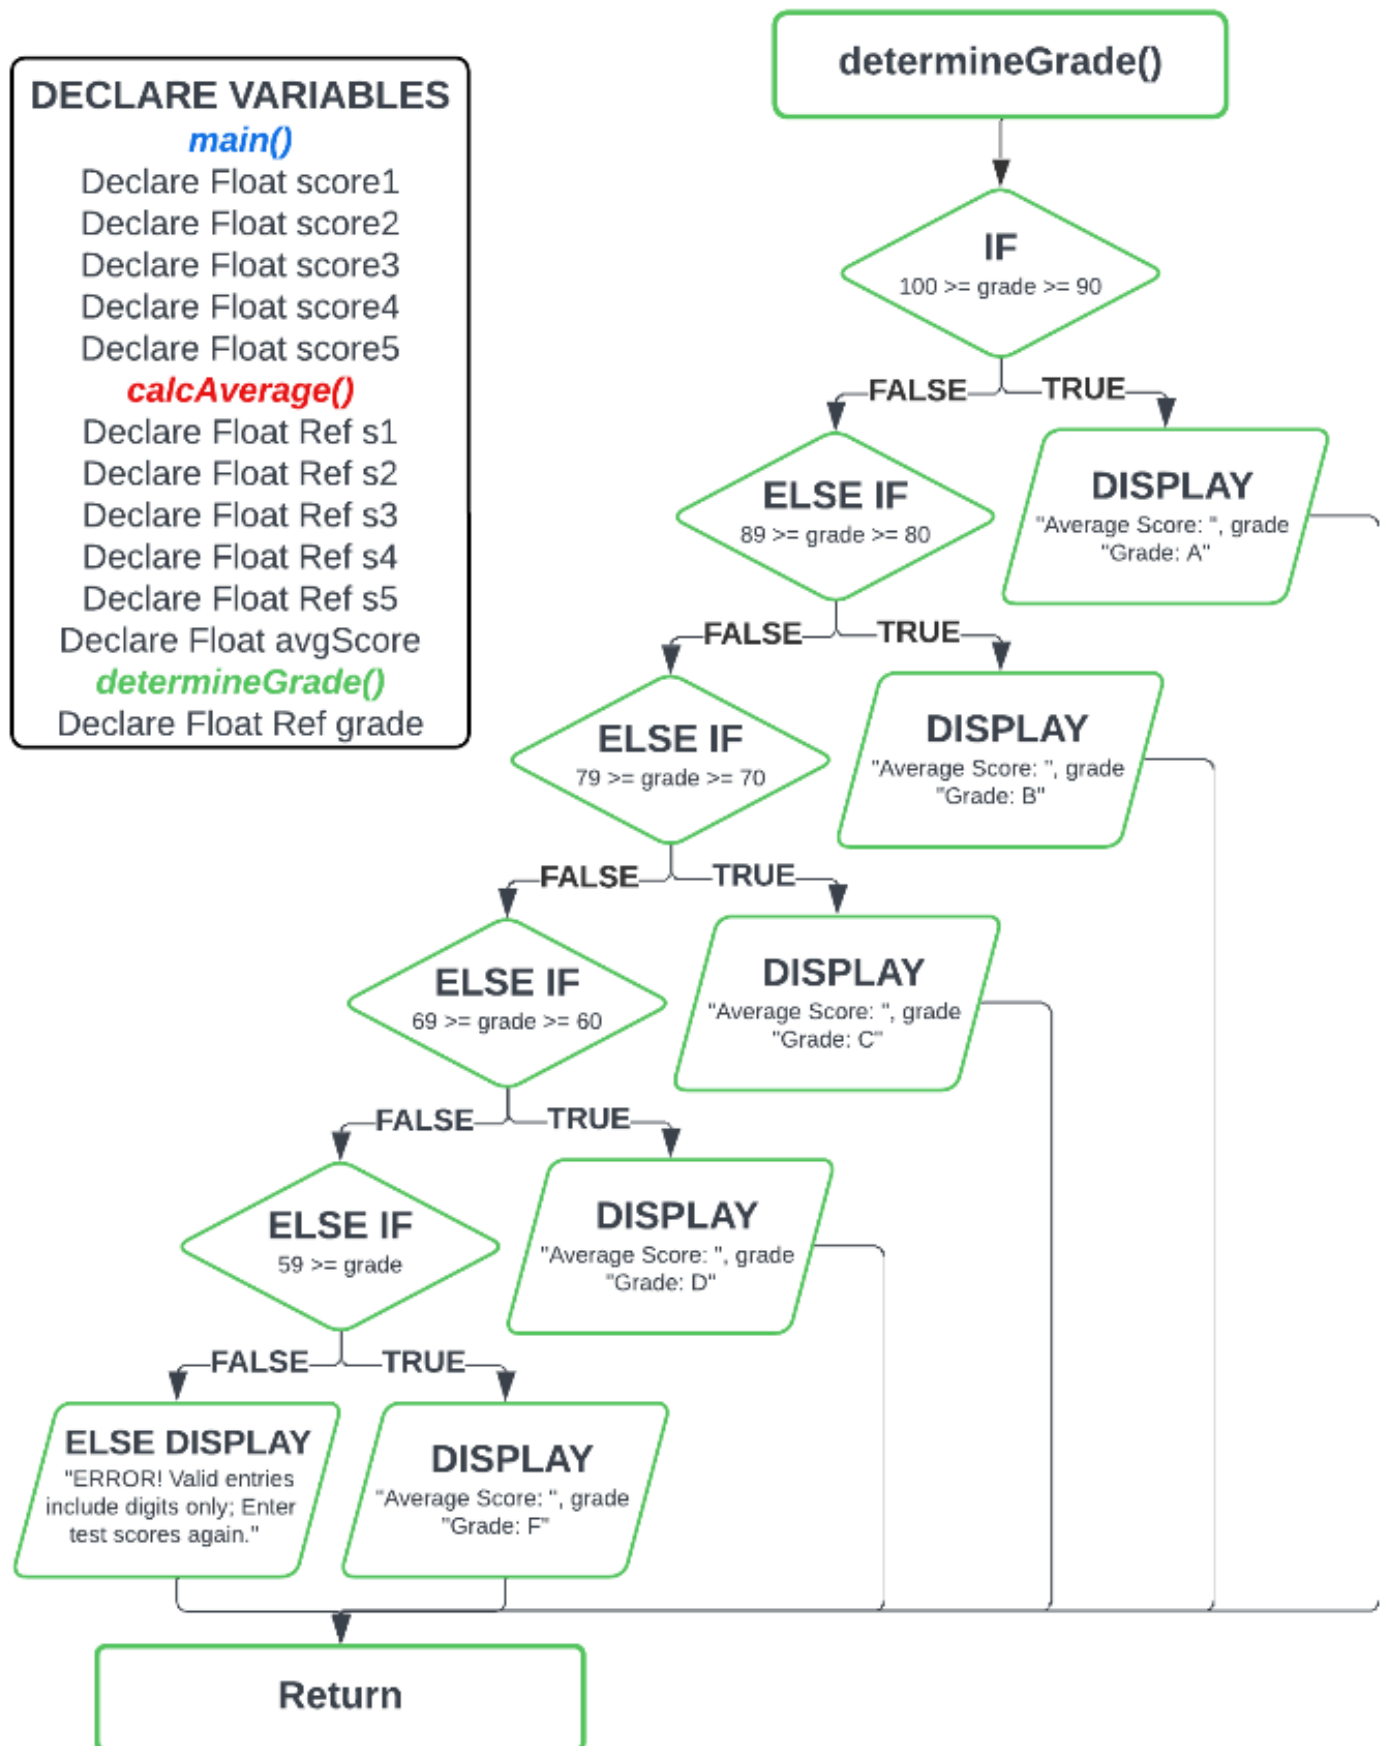 DECLARE VARIABLES
main()
Declare Float score1
Declare Float score2
Declare Float score3
Declare Float score4
Declare Float score5
calcAverage()
Declare Float Ref s1
Declare Float Ref s2
Declare Float Ref s3
Declare Float Ref s4
Declare Float Ref s5
Declare Float avgScore
determineGrade()
Declare Float Ref grade
determineGrade()
IF
100 >= grade >= 90
FALSE
TRUE
ELSE IF
89 >= grade >= 80
DISPLAY
"Average Score: ", grade
"Grade: A"
FALSE
TRUE
ELSE IF
79 >= grade >= 70
DISPLAY
"Average Score: ", grade
"Grade: B"
FALSE
TRUE
ELSE IF
69 >= grade >= 60
DISPLAY
"Average Score: ", grade
"Grade: C"
FALSE
TRUE
ELSE IF
59 >= grade
DISPLAY
"Average Score: ", grade
"Grade: D"
FALSE
TRUE
ELSE DISPLAY
"ERROR! Valid entries
include digits only; Enter
test scores again."
DISPLAY
"Average Score: ", grade
"Grade: F"
Return